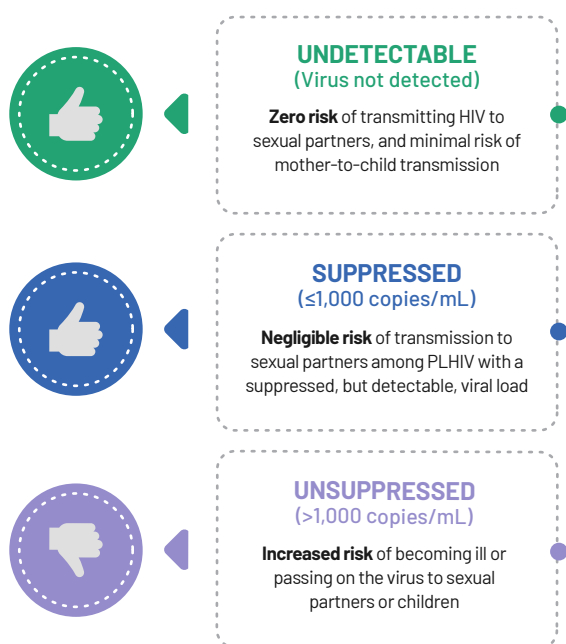 UNDETECTABLE
(Virus not detected)
Zero risk of transmitting HIV to
sexual partners, and minimal risk of
mother-to-child transmission
SUPPRESSED
(≤1,000 copies/mL)
Negligible risk of transmission to
sexual partners among PLHIV with a
suppressed, but detectable, viral load
UNSUPPRESSED
(>1,000 copies/mL)
Increased risk of becoming ill or
passing on the virus to sexual
partners or children